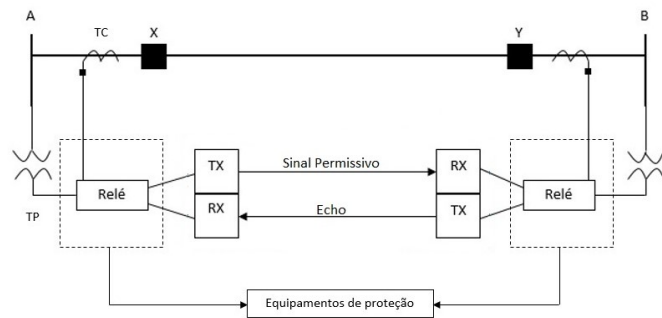 A
B
TC
X
Y
TX
Sinal Permissivo
RX
Relé
Relé
RX
Echo
TX
TP
Equipamentos de proteção